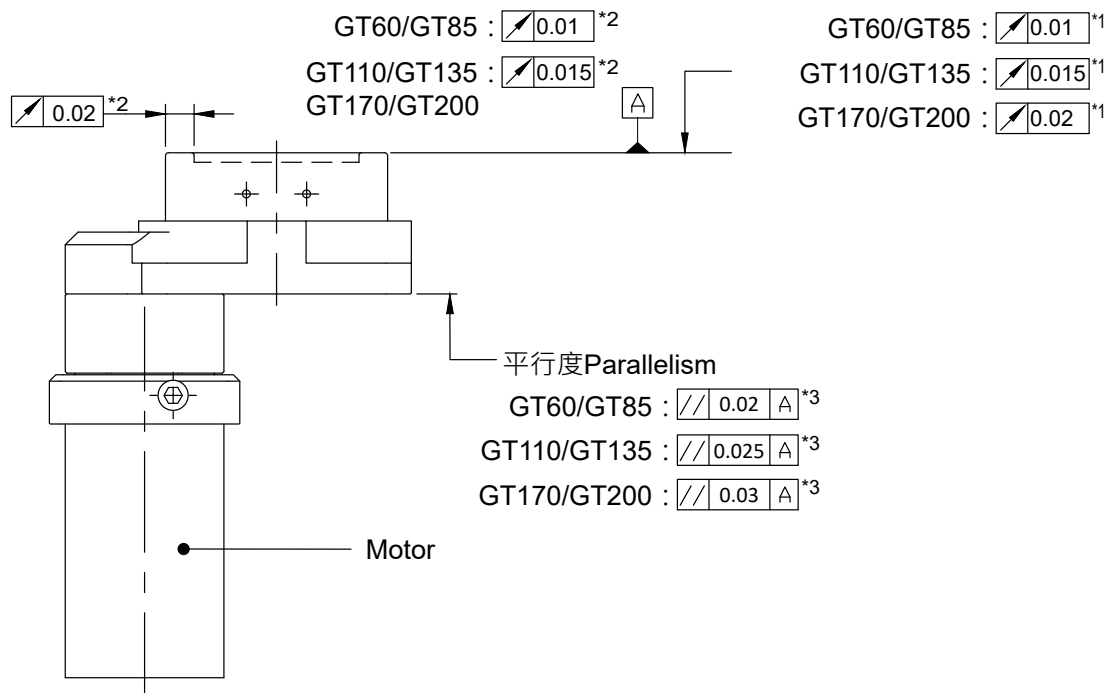 GT60/GT85 : 0.01 *2
GT110/GT135 : 0.015 *2
GT170/GT200
GT60/GT85 : 0.01 *1
GT110/GT135 : 0.015 *1
GT170/GT200 : 0.02 *1
0.02 *2
A
平行度Parallelism
GT60/GT85 : // 0.02 A *3
GT110/GT135 : // 0.025 A *3
GT170/GT200 : // 0.03 A *3
Motor